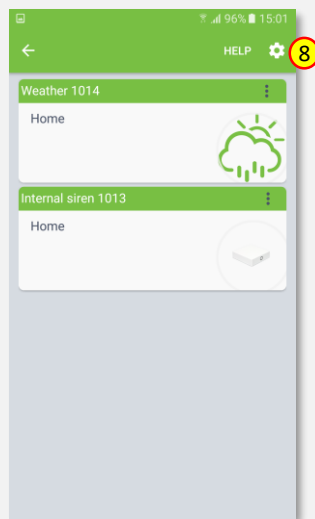 96% 15:01
HELP
8
Weather 1014
Home
Internal siren 1013
Home